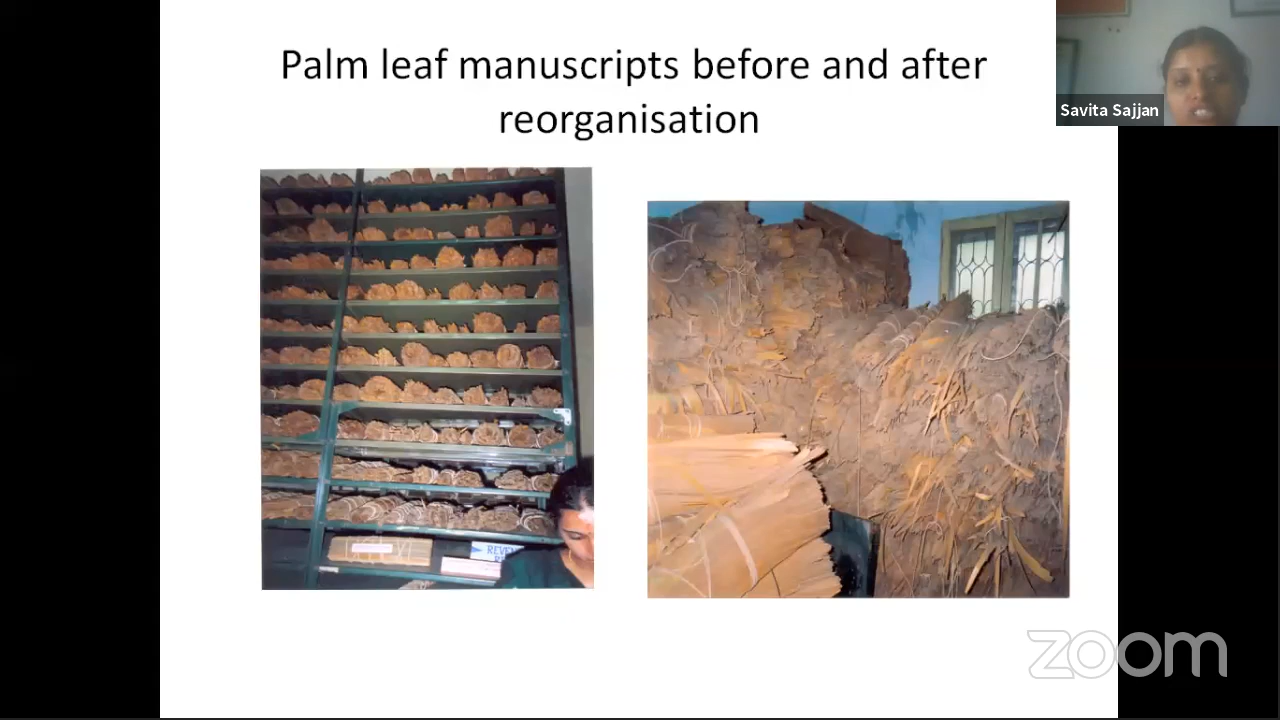 Palm leaf manuscripts before and after
reorganisation
Savita Sajjan
zoom